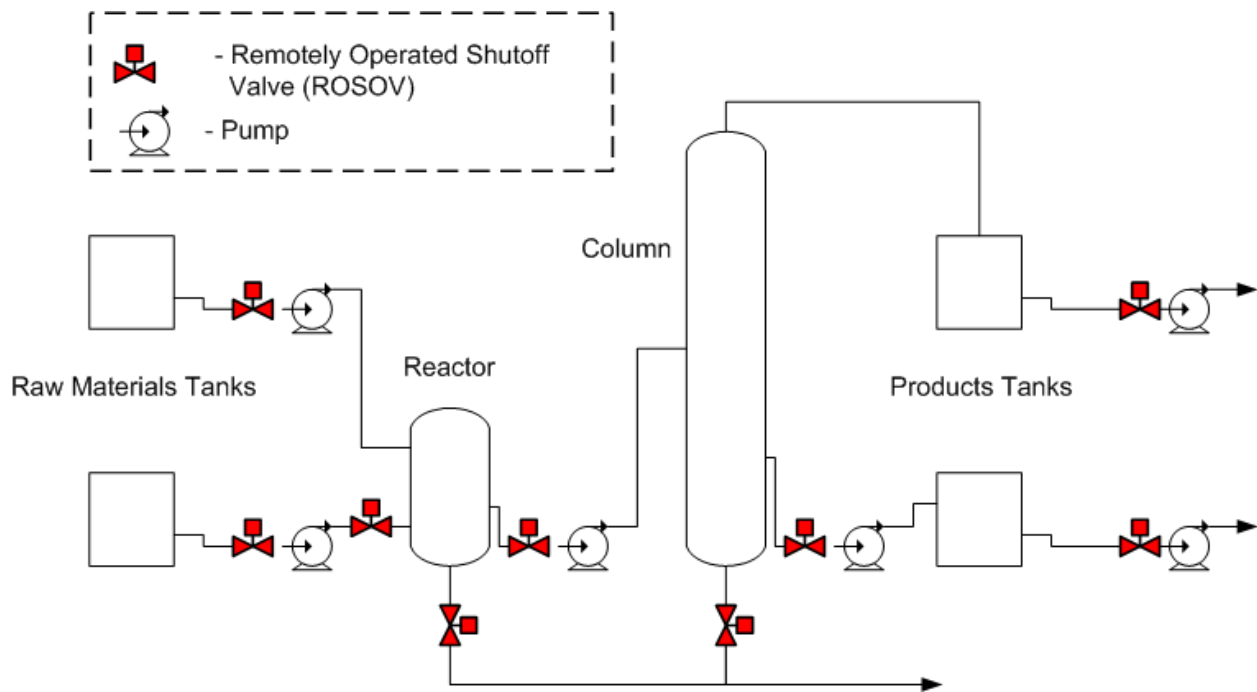 - Remotely Operated Shutoff
Valve (ROSOV)
- Pump
Column
Reactor
Raw Materials Tanks
Products Tanks